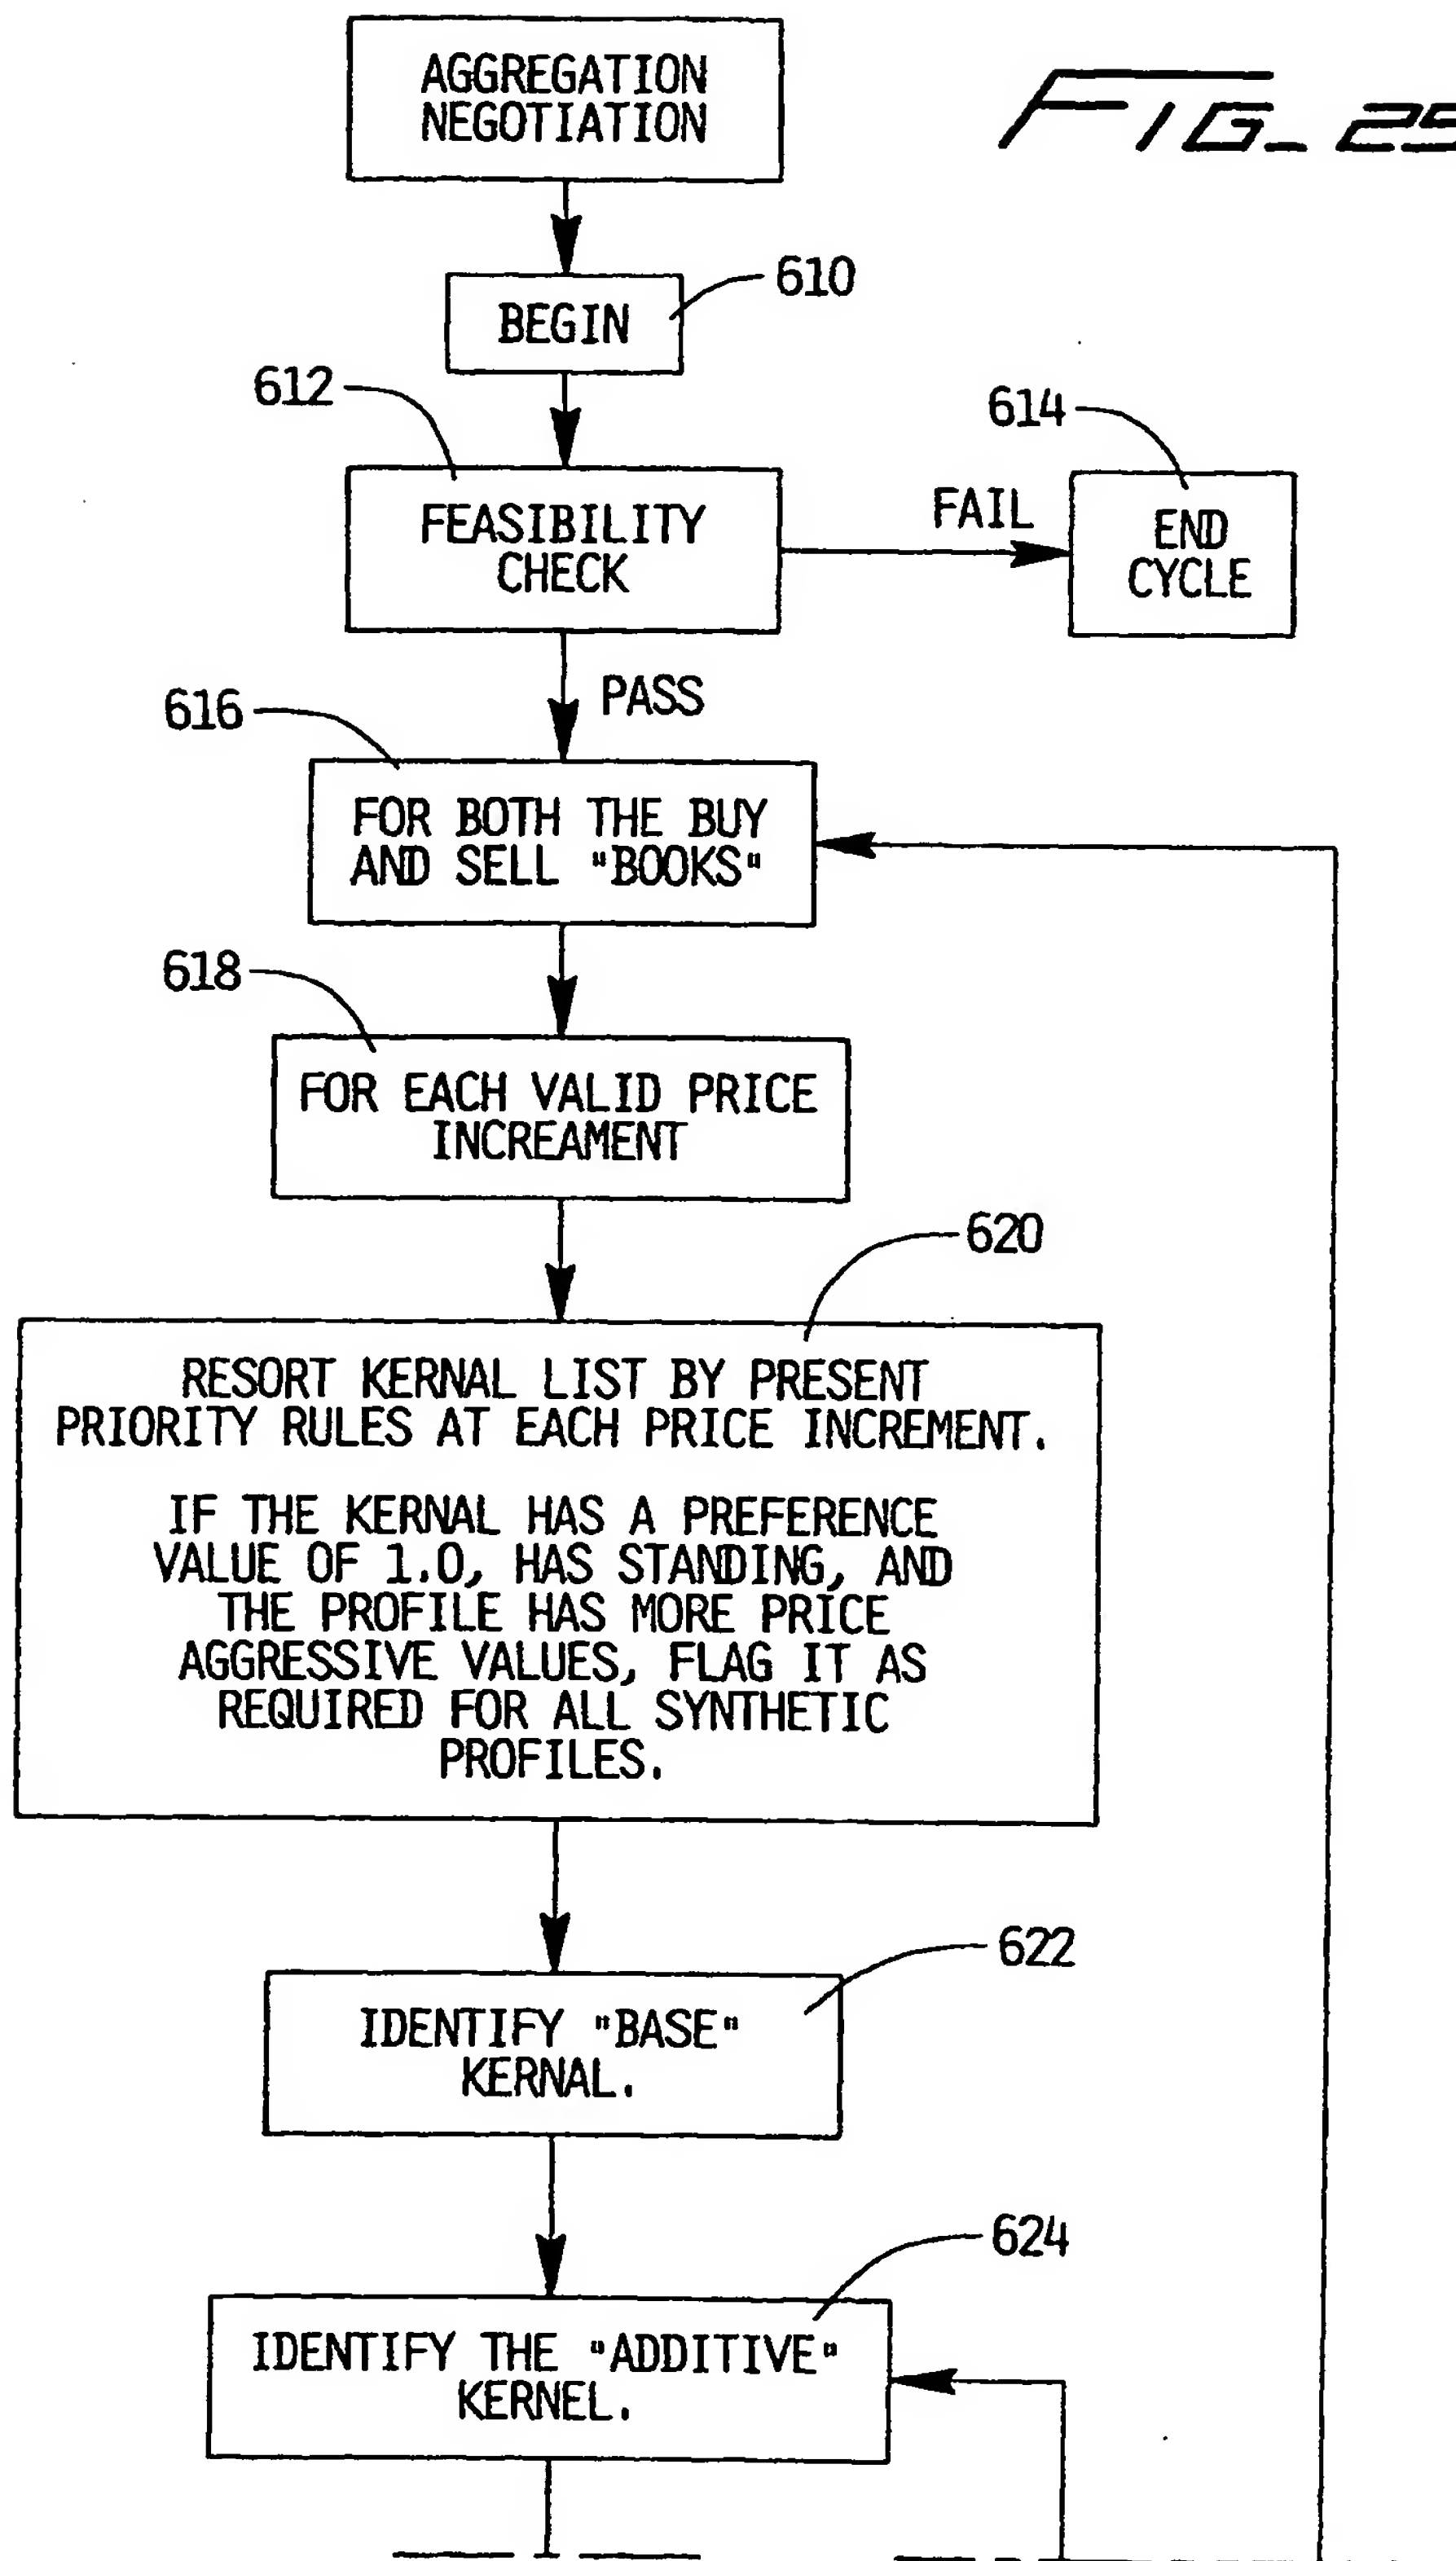 AGGREGATION
NEGOTIATION
FIG_ 25
BEGIN
610
612
614
FEASIBILITY
CHECK
FAIL
END
CYCLE
PASS
616
FOR BOTH THE BUY
AND SELL "BOOKS"
618
FOR EACH VALID PRICE
INCREAMENT
620
RESORT KERNAL LIST BY PRESENT
PRIORITY RULES AT EACH PRICE INCREMENT.
IF THE KERNAL HAS A PREFERENCE
VALUE OF 1.0, HAS STANDING, AND
THE PROFILE HAS MORE PRICE
AGGRESSIVE VALUES, FLAG IT AS
REQUIRED FOR ALL SYNTHETIC
PROFILES.
622
IDENTIFY "BASE"
KERNAL.
624
IDENTIFY THE "ADDITIVE"
KERNEL.